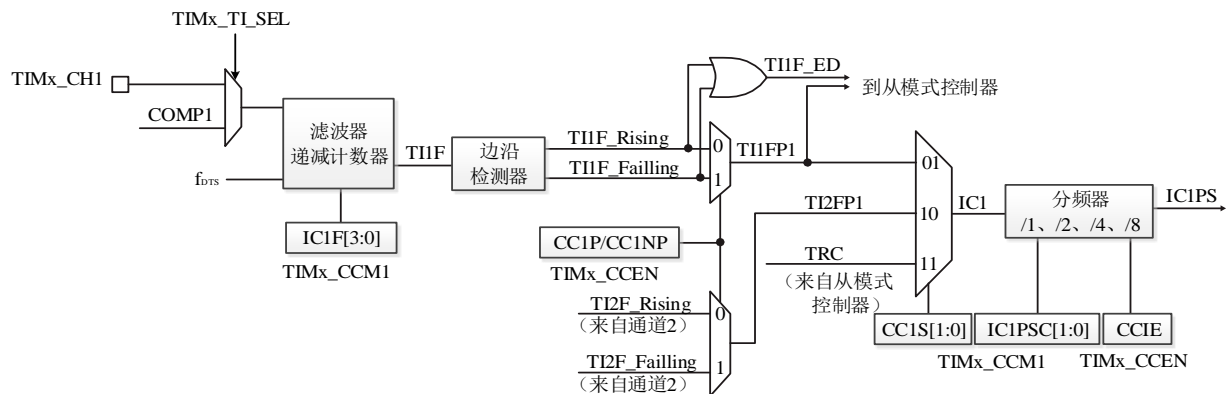 TIMx_TI_SEL
TIMx_CH1
COMP1
f_DTS
滤波器
递减计数器
IC1F[3:0]
TIMx_CCM1
TI1F
边沿
检测器
TI1F_Rising
TI1F_Failling
TI1F_ED
到从模式控制器
0
1
TI1FP1
CC1P/CC1NP
TIMx_CCEN
TI2F_Rising
（来自通道2）
TI2F_Failling
（来自通道2）
0
1
TI2FP1
TRC
（来自从模式
控制器）
01
10
11
IC1
分频器
/1、/2、/4、/8
IC1PS
CC1S[1:0]
IC1PSC[1:0]
CCIE
TIMx_CCM1
TIMx_CCEN